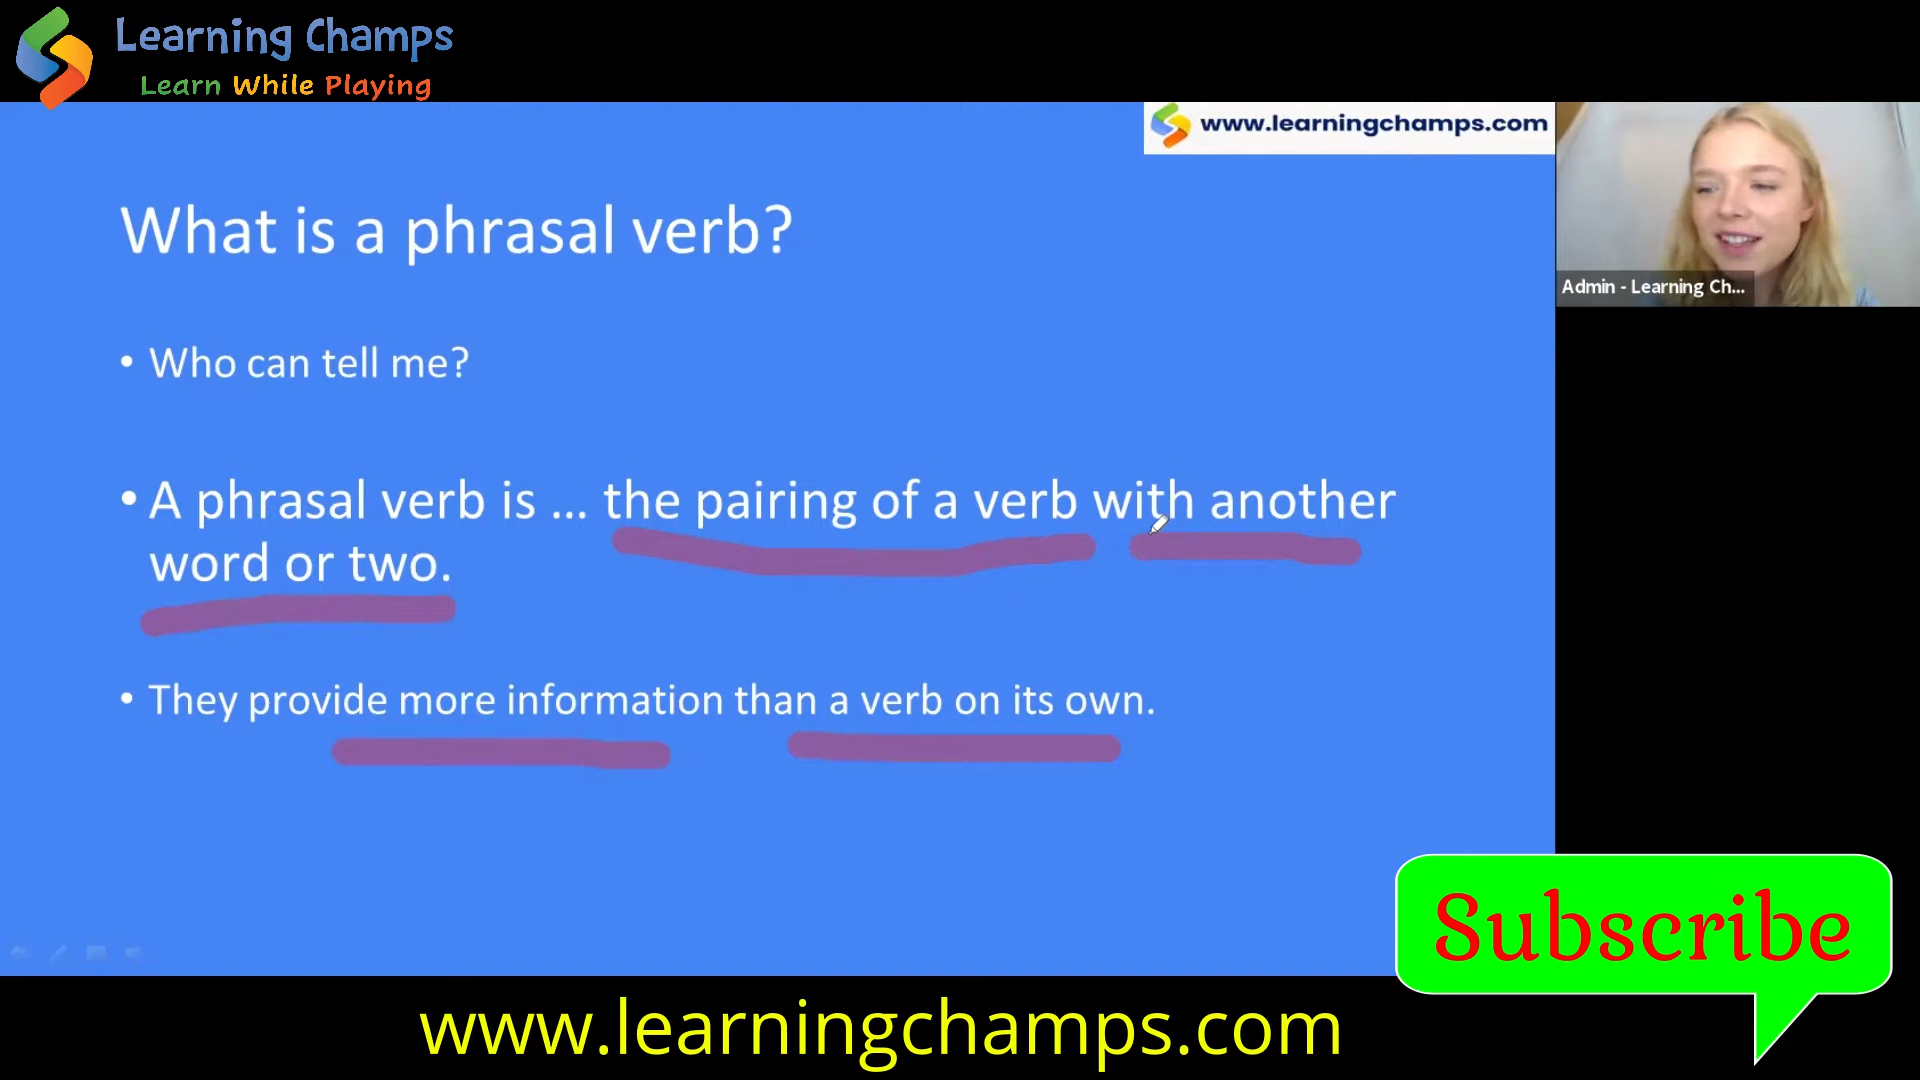 Learning Champs
Learn While Playing
www.learningchamps.com
What is a phrasal verb?
Admin - Learning Ch...
• Who can tell me?
• A phrasal verb is ... the pairing of a verb with another
word or two.
• They provide more information than a verb on its own.
Subscribe
www.learningchamps.com